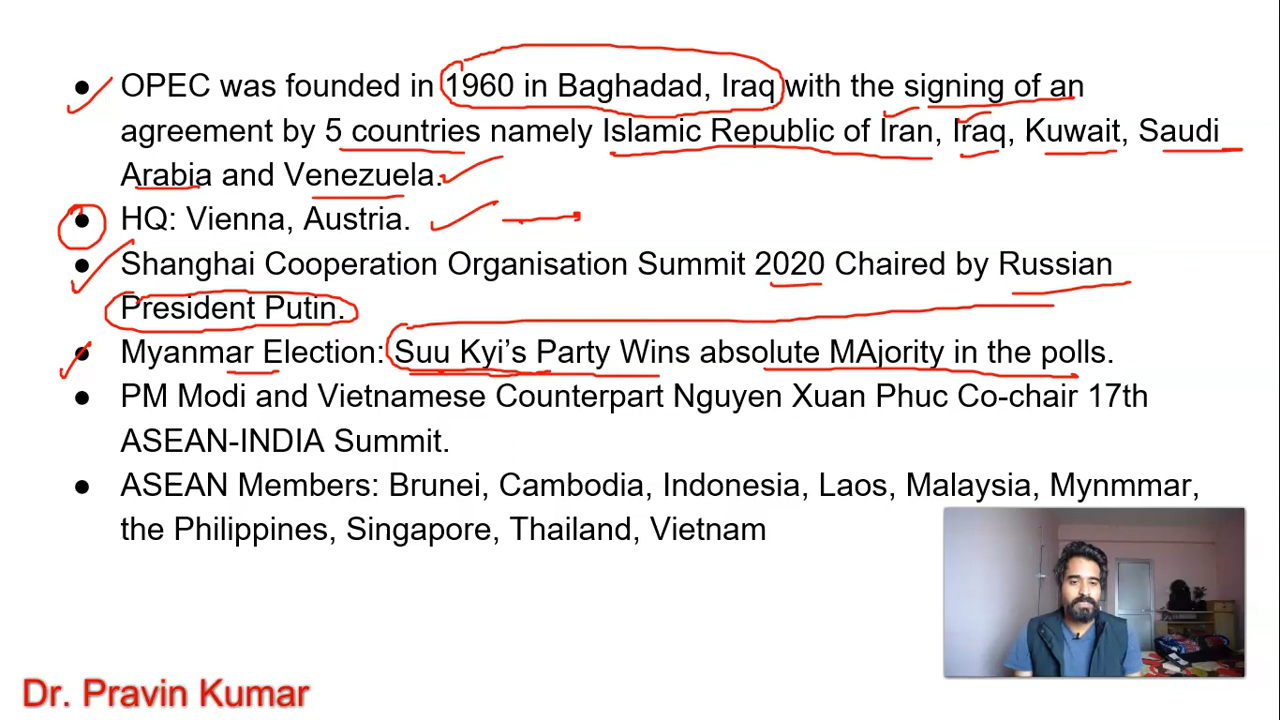 ● OPEC was founded in 1960 in Baghadad, Iraq with the signing of an
agreement by 5 countries namely Islamic Republic of Iran, Iraq, Kuwait, Saudi
Arabia and Venezuela.
● HQ: Vienna, Austria.
● Shanghai Cooperation Organisation Summit 2020 Chaired by Russian
President Putin.
● Myanmar Election: Suu Kyi’s Party Wins absolute MAjority in the polls.
● PM Modi and Vietnamese Counterpart Nguyen Xuan Phuc Co-chair 17th
ASEAN-INDIA Summit.
● ASEAN Members: Brunei, Cambodia, Indonesia, Laos, Malaysia, Mynmmar,
the Philippines, Singapore, Thailand, Vietnam
Dr. Pravin Kumar